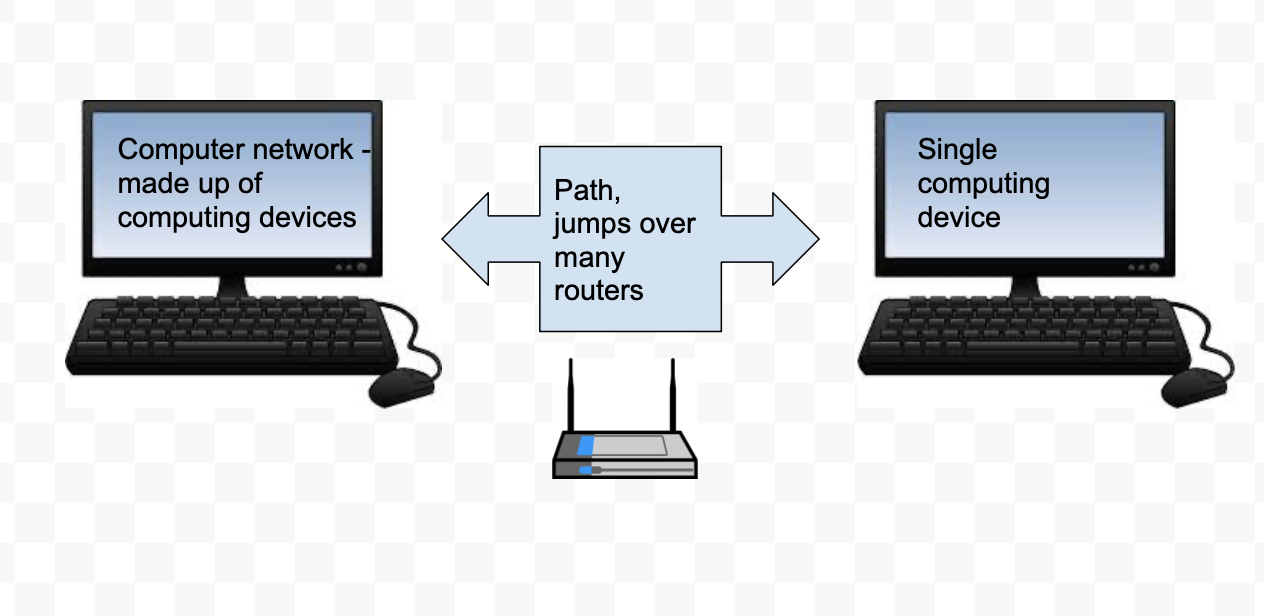 Computer network -
made up of
computing devices
Path,
jumps over
many
routers
Single
computing
device